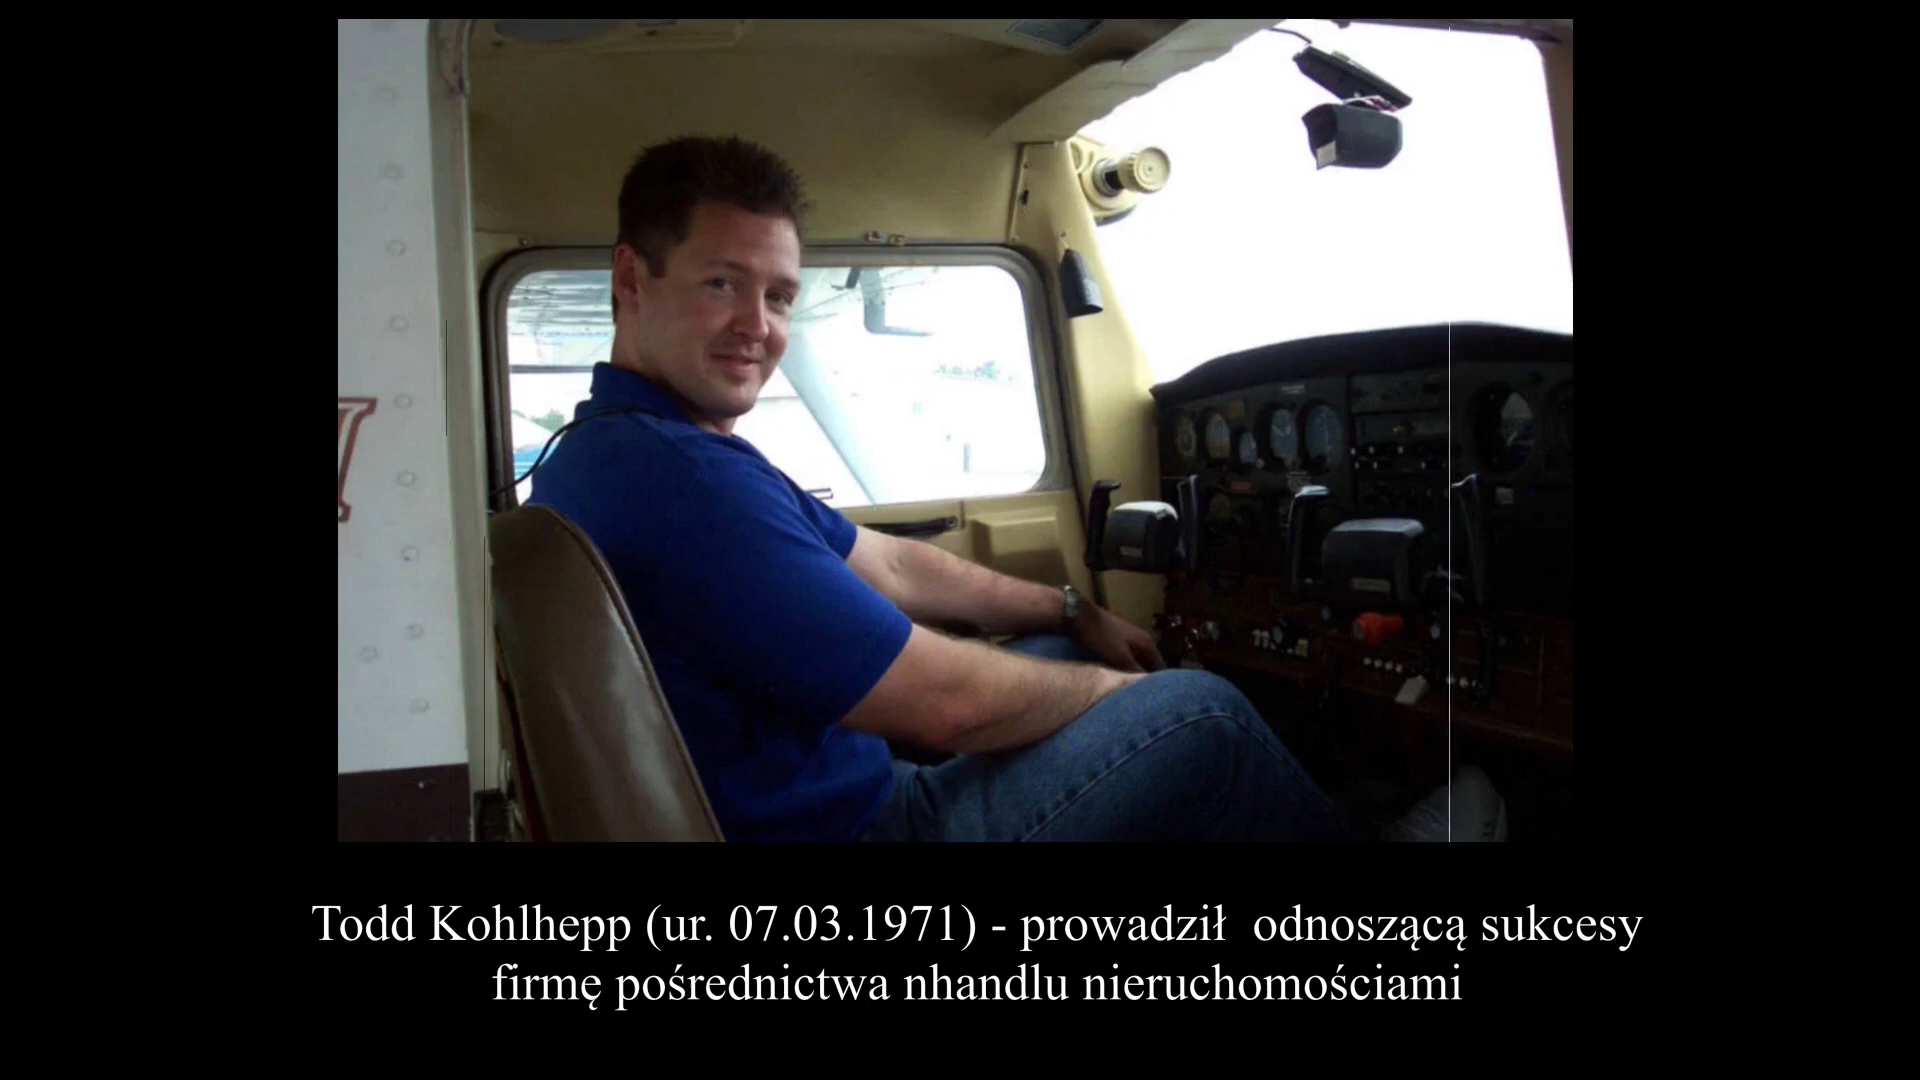 Todd Kohlhepp (ur. 07.03.1971) - prowadził  odnoszącą sukcesy
firmę pośrednictwa nhandlu nieruchomościami